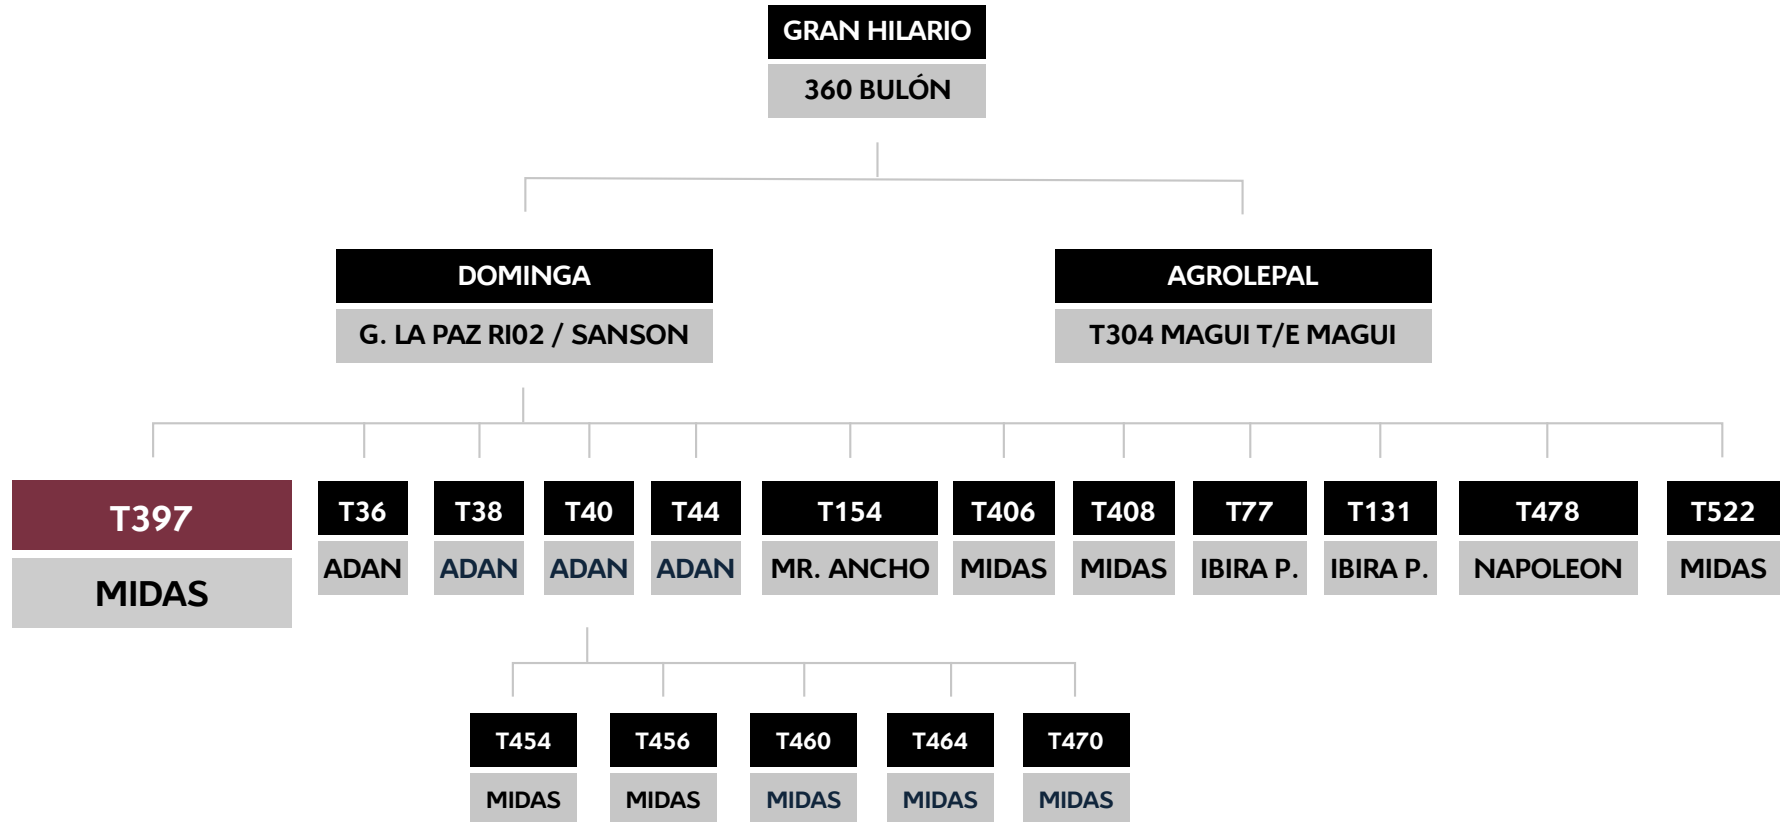 GRAN HILARIO
360 BULÓN
DOMINGA
G. LA PAZ RI02 / SANSON
AGROLEPAL
T304 MAGUI T/E MAGUI
T397
MIDAS
T36
ADAN
T38
ADAN
T40
ADAN
T44
ADAN
T154
MR. ANCHO
T406
MIDAS
T408
MIDAS
T77
IBIRA P.
T131
IBIRA P.
T478
NAPOLEON
T522
MIDAS
T454
MIDAS
T456
MIDAS
T460
MIDAS
T464
MIDAS
T470
MIDAS